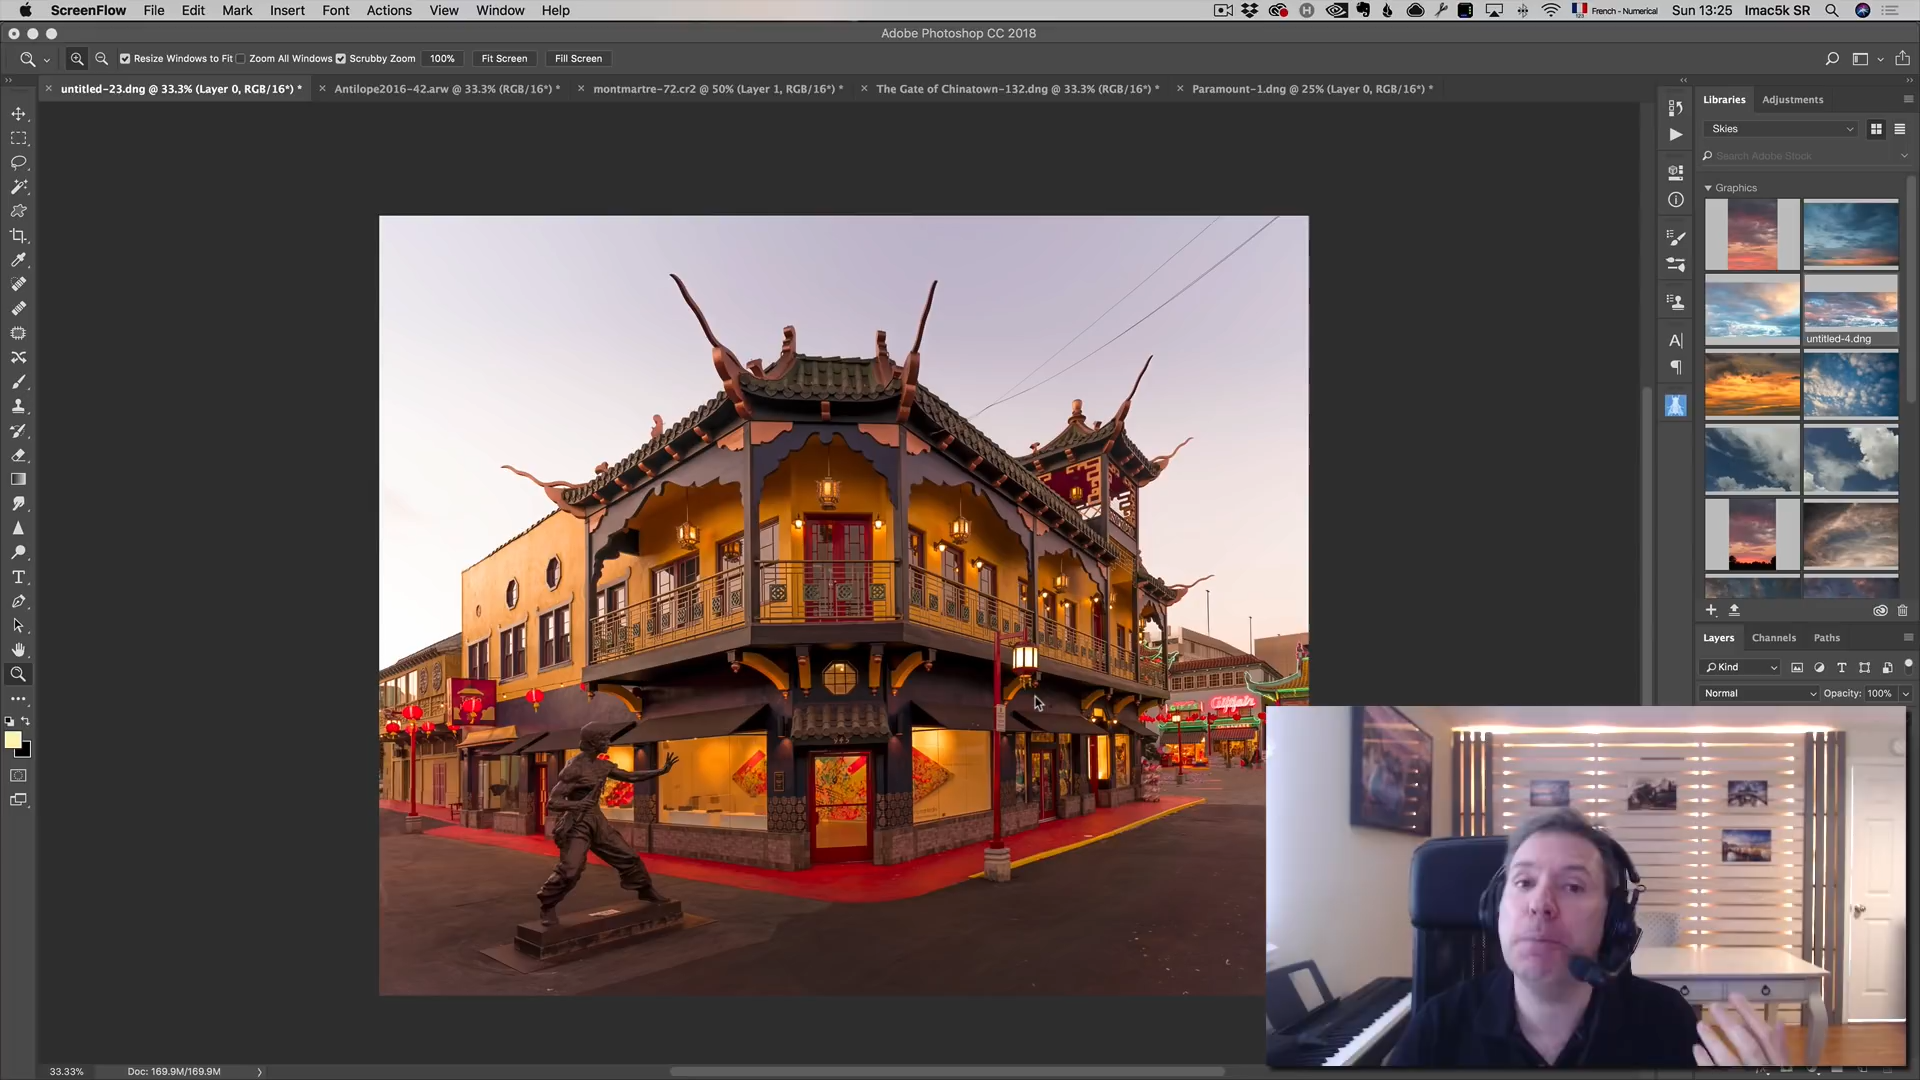 ScreenFlow File Edit Mark Insert Font Actions View Window Help French - Numerical Sun 13:25 Imac5k SR
Adobe Photoshop CC 2018
Resize Windows to Fit Zoom All Windows Scrubby Zoom 100% Fit Screen Fill Screen
untitled-23.dng @ 33.3% (Layer 0, RGB/16*) * Antilope2016-42.arw @ 33.3% (RGB/16*) * montmartre-72.cr2 @ 50% (Layer 1, RGB/16*) * The Gate of Chinatown-132.dng @ 33.3% (RGB/16*) * Paramount-1.dng @ 25% (Layer 0, RGB/16*) *
Libraries Adjustments
Skies
Search Adobe Stock
Graphics
untitled-4.dng
Layers Channels Paths
Kind
Normal Opacity: 100%
33.33% Doc: 169.9M/169.9M